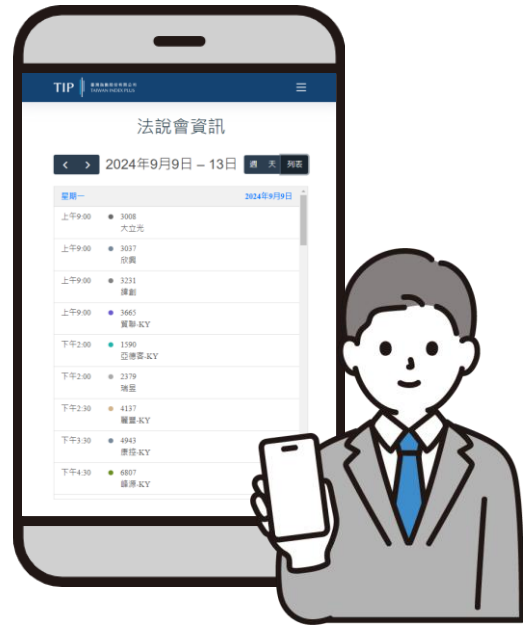 TIP
TAIWAN INDEX PLUS
法說會資訊
2024年9月9日 – 13日 週 天 列表
星期一 2024年9月9日
上午9:00 3008
大立光
上午9:00 3037
欣興
上午9:00 3231
緯創
上午9:00 3665
貿聯-KY
下午2:00 1590
亞德客-KY
下午2:00 2379
瑞昱
下午2:30 4137
麗豐-KY
下午3:30 4943
康控-KY
下午4:30 6807
-KY